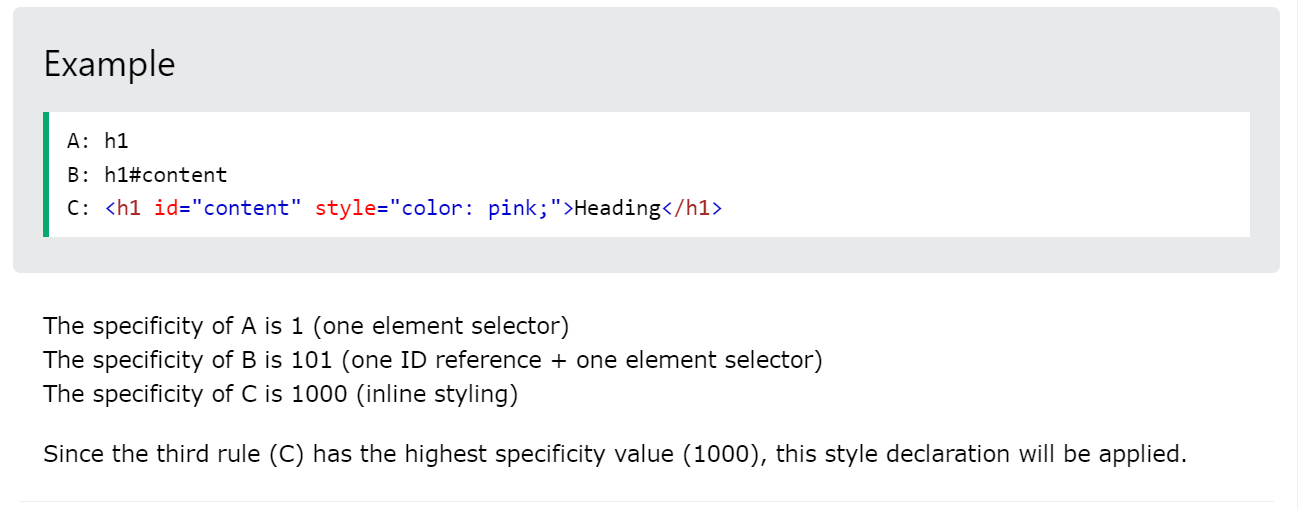 Example
A: h1
B: h1#content
C: <h1 id="content" style="color: pink;">Heading</h1>
The specificity of A is 1 (one element selector)
The specificity of B is 101 (one ID reference + one element selector)
The specificity of C is 1000 (inline styling)
Since the third rule (C) has the highest specificity value (1000), this style declaration will be applied.